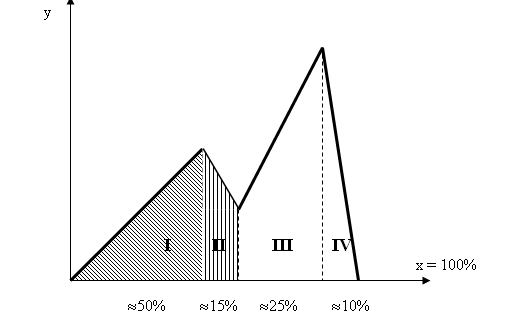 y
I II III IV
x = 100%
≈50% ≈15% ≈25% ≈10%